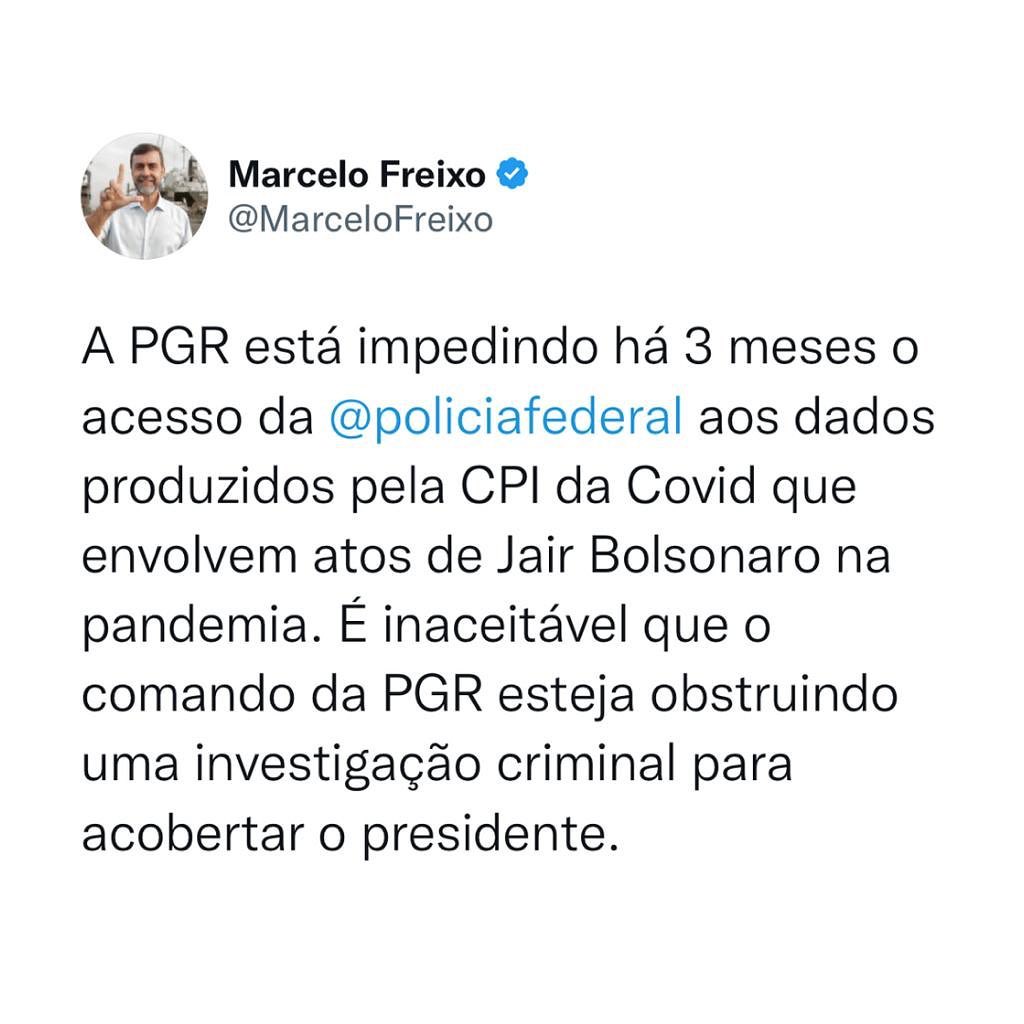 Marcelo Freixo
@MarceloFreixo
A PGR está impedindo há 3 meses o
acesso da @policiafederal aos dados
produzidos pela CPI da Covid que
envolvem atos de Jair Bolsonaro na
pandemia. É inaceitável que o
comando da PGR esteja obstruindo
uma investigação criminal para
acobertar o presidente.